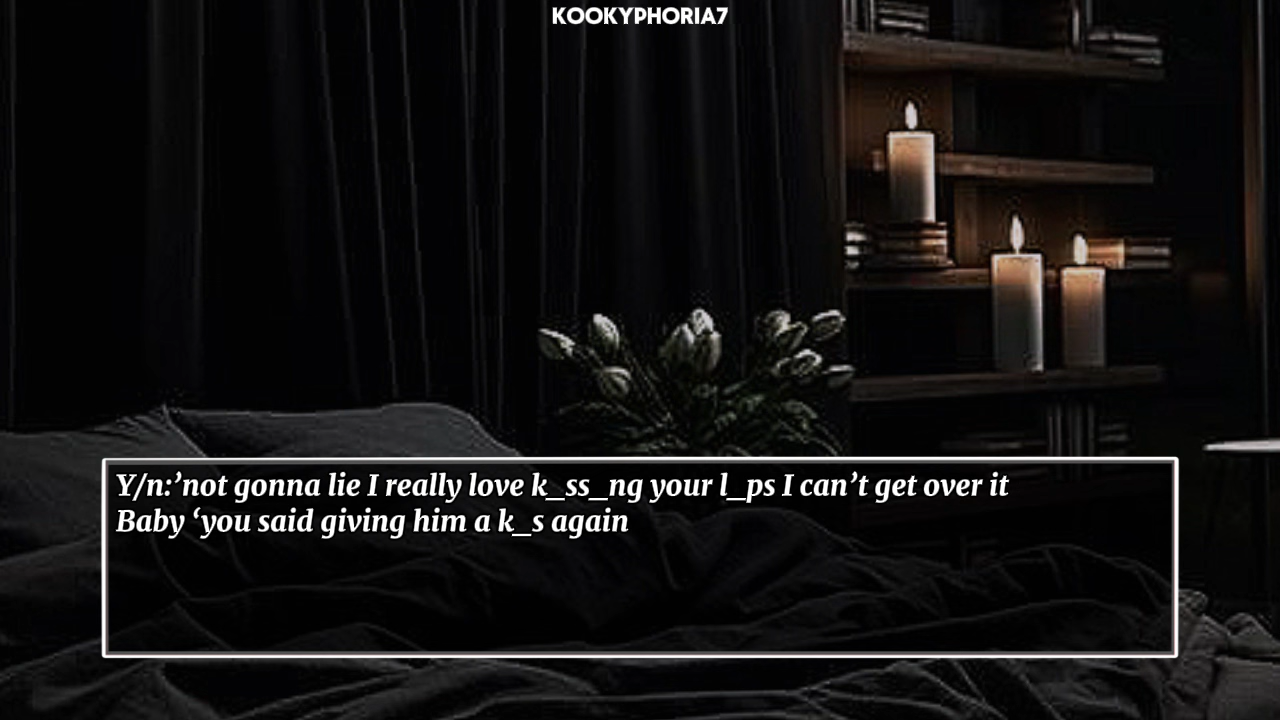 KOOKYPHORIA7
Y/n:’not gonna lie I really love k_ss_ng your l_ps I can’t get over it
Baby ‘you said giving him a k_s again